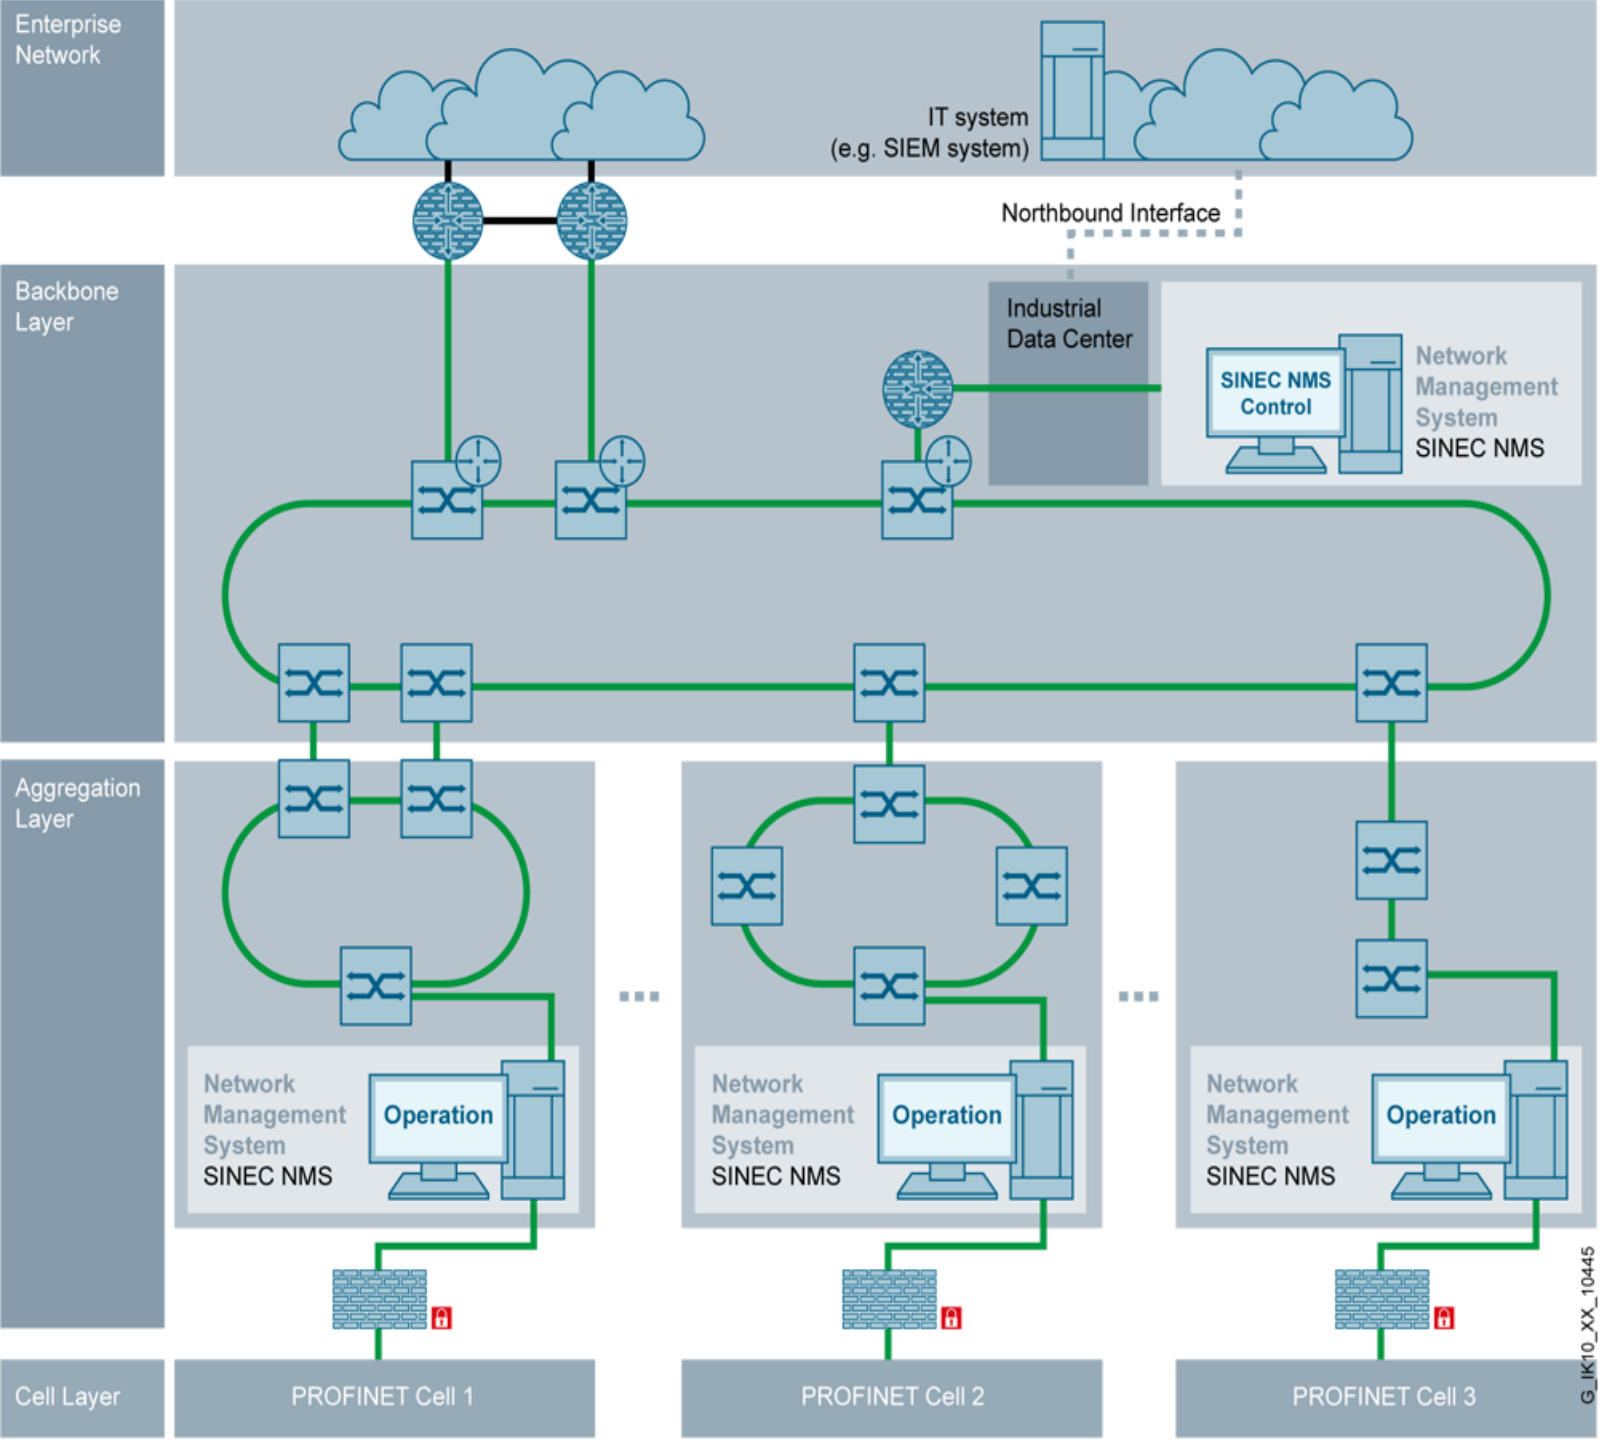 Enterprise
Network
IT system
(e.g. SIEM system)
Northbound Interface
Backbone
Layer
Industrial
Data Center
SINEC NMS
Control
Network
Management
System
SINEC NMS
Aggregation
Layer
Network
Management
System
SINEC NMS
Operation
Network
Management
System
SINEC NMS
Operation
Network
Management
System
SINEC NMS
Operation
Cell Layer
PROFINET Cell 1
PROFINET Cell 2
PROFINET Cell 3
G_IK10_XX_10445